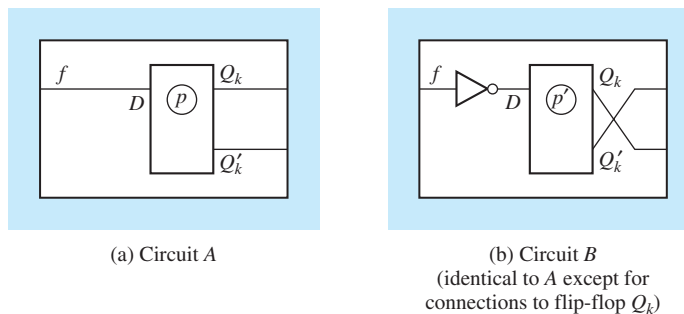 f
D
p
Q_k
Q'_k
(a) Circuit A
f
D
p'
Q_k
Q'_k
(b) Circuit B
(identical to A except for
connections to flip-flop Q_k)